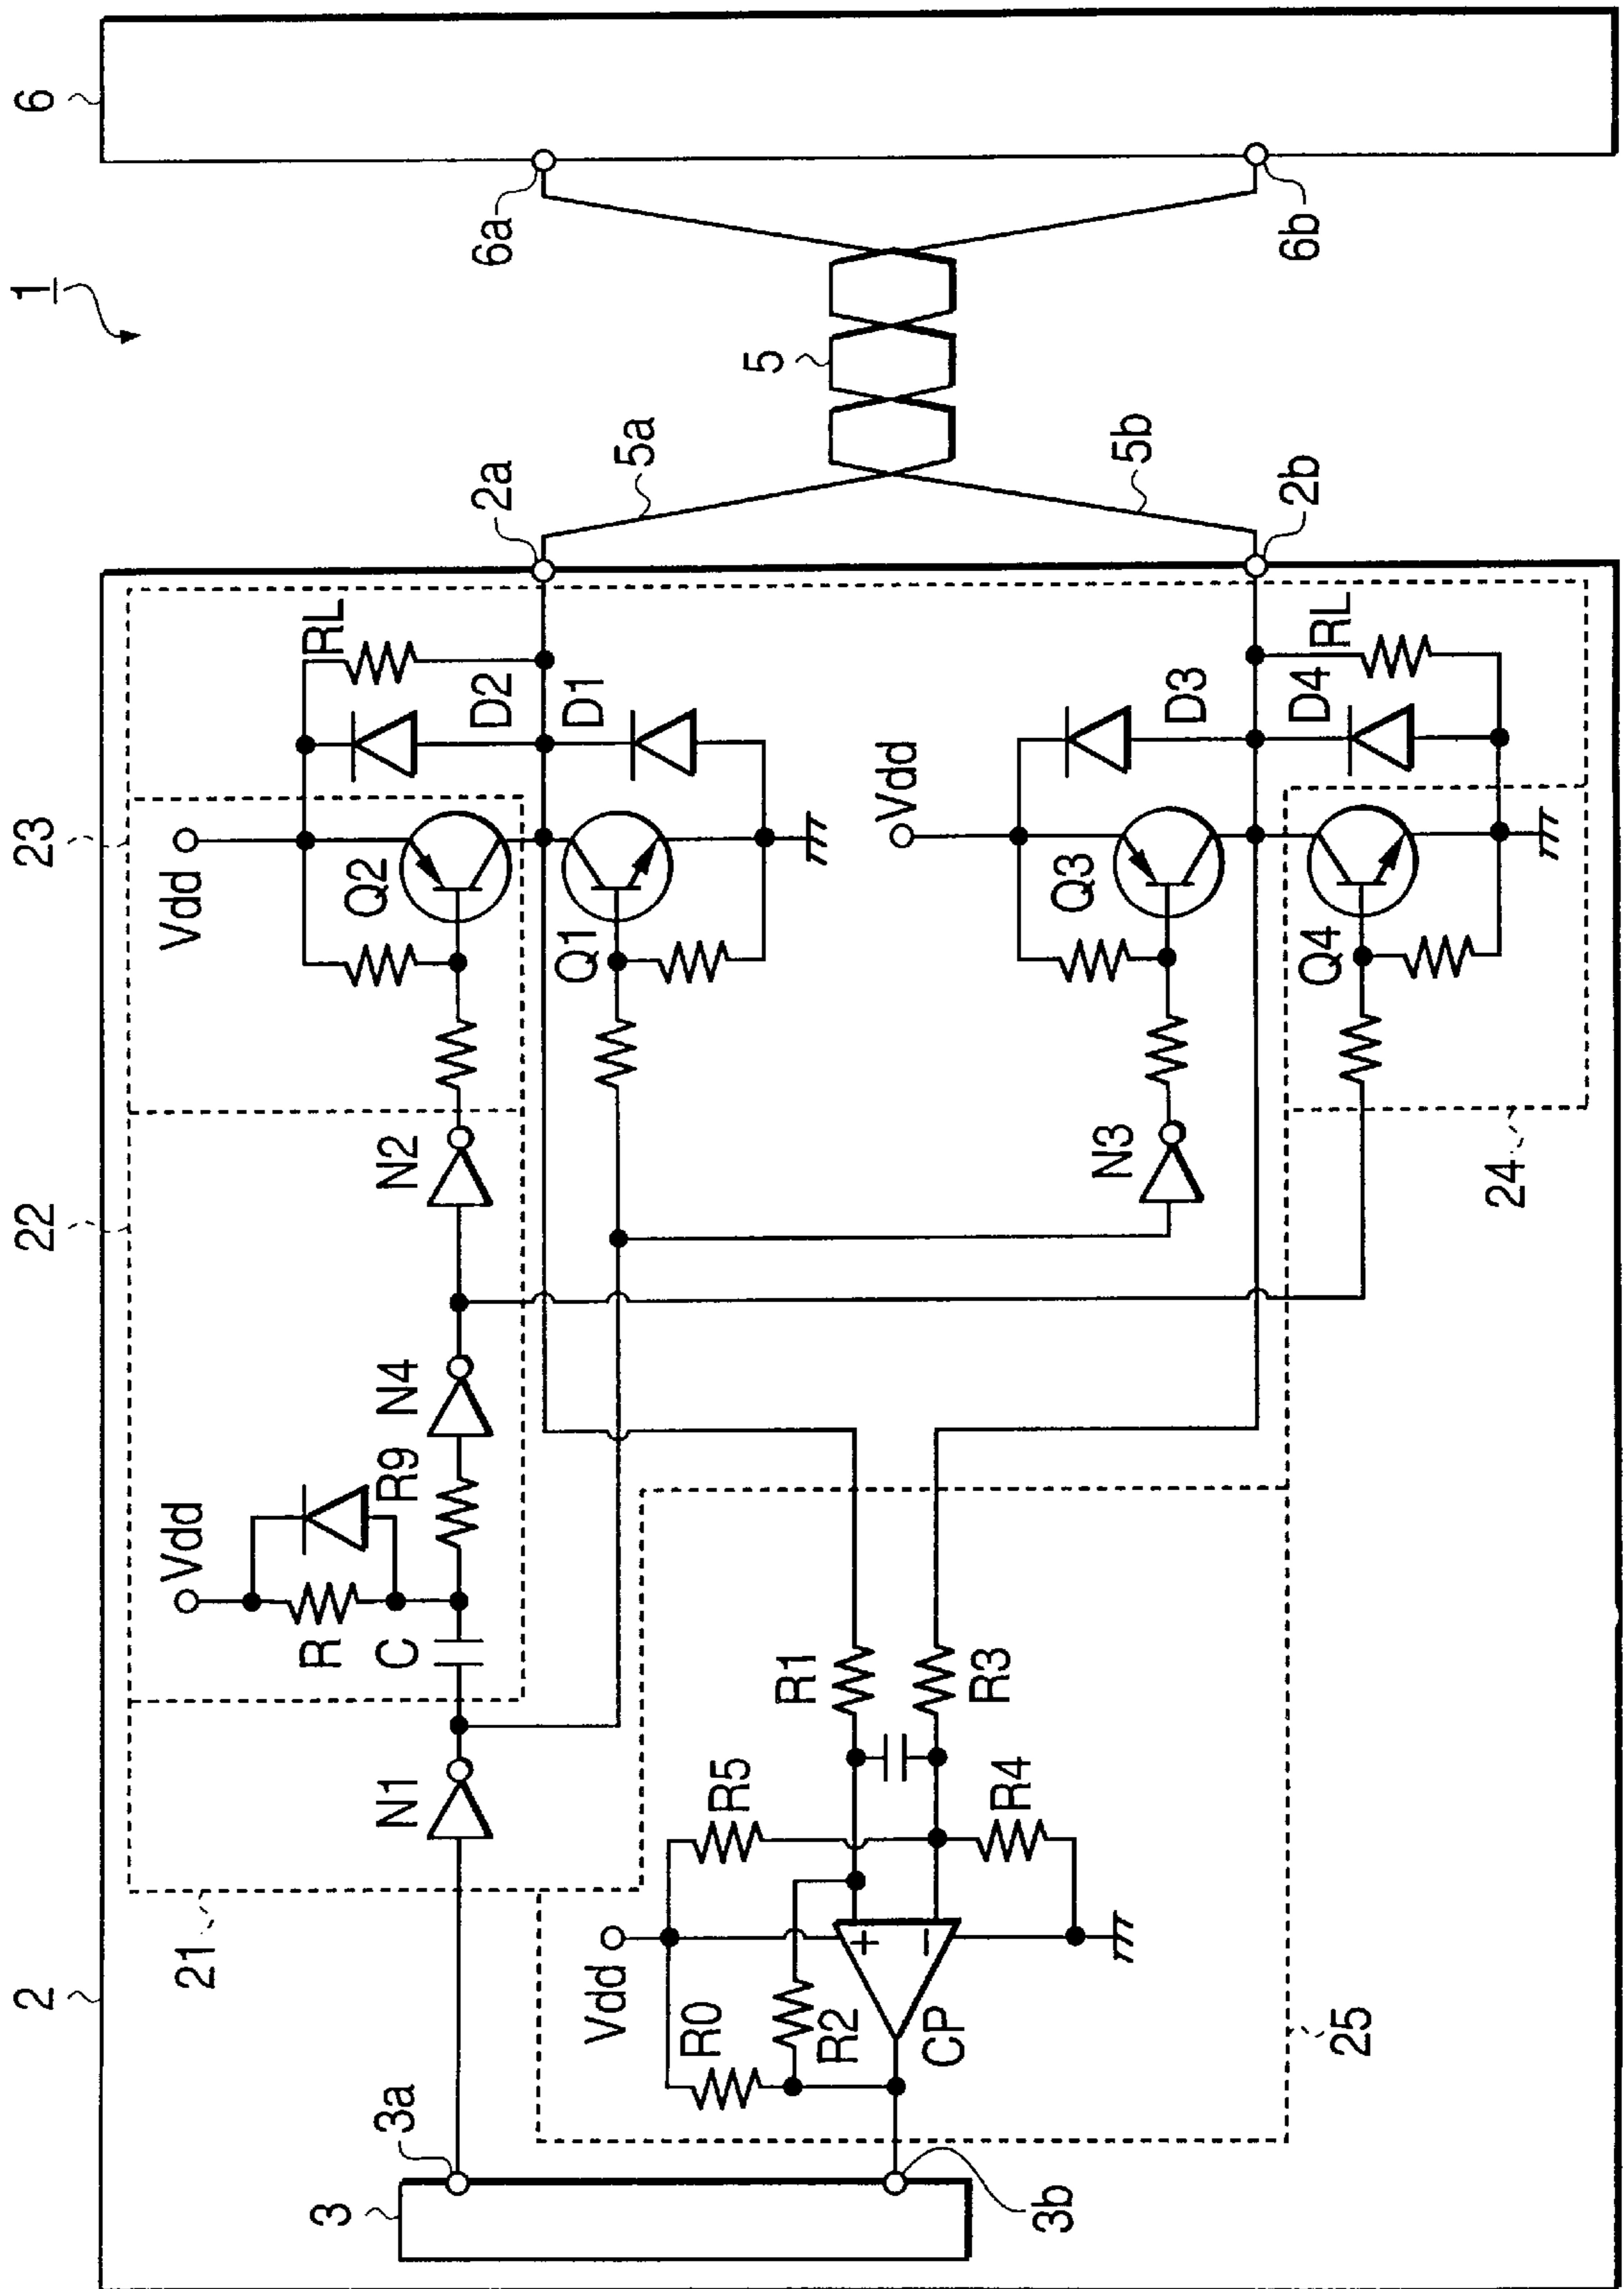 1
2
21
22
23
6
3
3a
3b
N1
Vdd
R
C
R9
N4
N2
Vdd
Q2
RL
D2
2a
5a
5
6a
Q1
D1
Vdd
R0
R2
CP
+
−
R5
R4
R1
R3
25
N3
Vdd
Q3
D3
Q4
D4
RL
24
2b
5b
6b